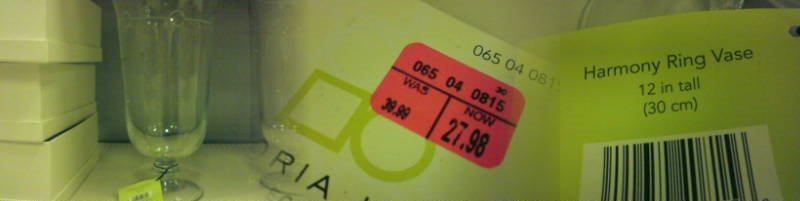 065 04 081
065 04 0815
WAS
39.99
NOW
27.98
RIA
Harmony Ring Vase
12 in tall
(30 cm)